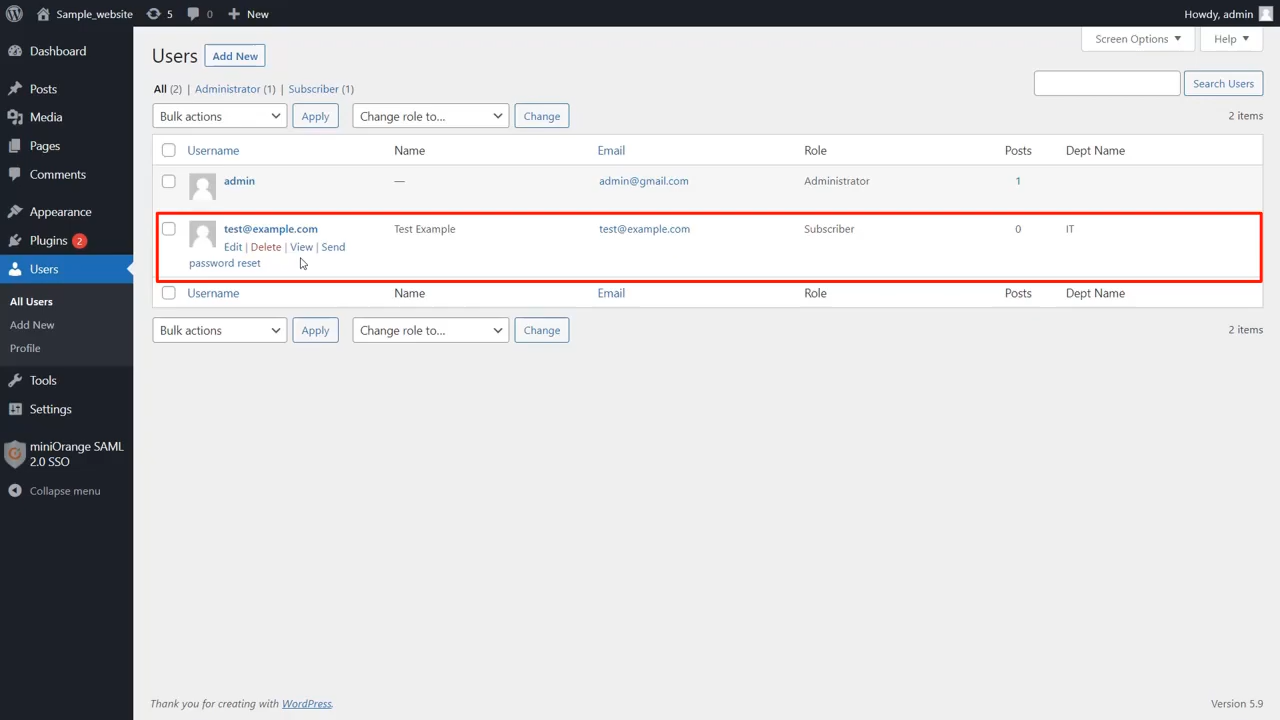 Sample_website 5 0 New Howdy, admin
Dashboard
Posts
Media
Pages
Comments
Appearance
Plugins 2
Users
All Users
Add New
Profile
Tools
Settings
miniOrange SAML
2.0 SSO
Collapse menu
Screen Options Help
Users Add New
All (2) | Administrator (1) | Subscriber (1)
Search Users
Bulk actions Apply Change role to... Change 2 items
Username Name Email Role Posts Dept Name
admin — admin@gmail.com Administrator 1
test@example.com Test Example test@example.com Subscriber 0 IT
Edit | Delete | View | Send
password reset
Username Name Email Role Posts Dept Name
Bulk actions Apply Change role to... Change 2 items
Thank you for creating with WordPress. Version 5.9